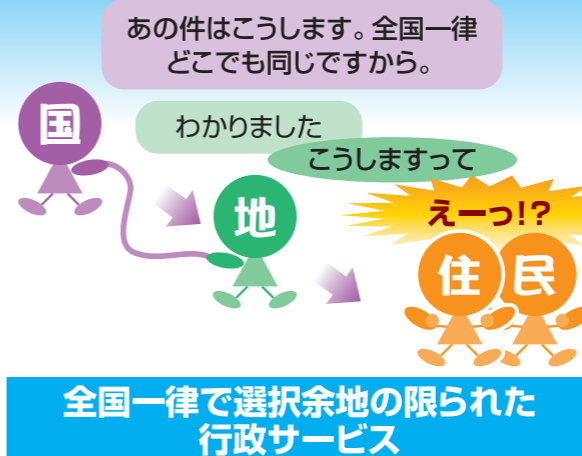 あの件はこうします。全国一律
どこでも同じですから。
国
わかりました
こうしますって
地
えーっ!?
住 民
全国一律で選択余地の限られた
行政サービス